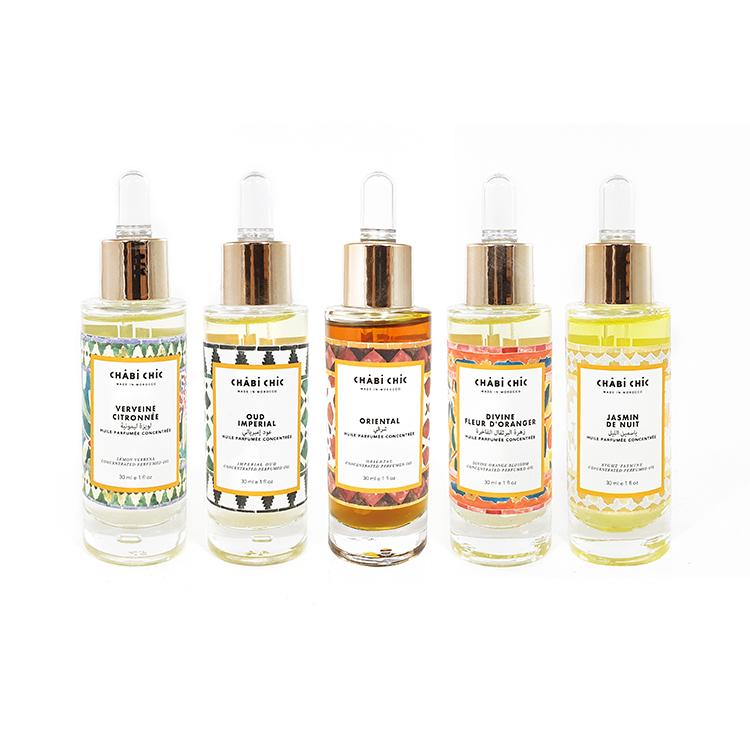 CHÂBI CHIC
MADE IN MOROCCO
VERVEINE
CITRONNÉE
لويزة ليمونية
HUILE PARFUMÉE CONCENTRÉE
LEMON VERBENA
CONCENTRATED PERFUMED OIL
30 ml e 1 fl oz
CHÂBI CHIC
MADE IN MOROCCO
OUD
IMPERIAL
عود إمبريالي
HUILE PARFUMÉE CONCENTRÉE
IMPERIAL OUD
CONCENTRATED PERFUMED OIL
30 ml e 1 fl oz
CHÂBI CHIC
MADE IN MOROCCO
ORIENTAL
HUILE PARFUMÉE CONCENTRÉE
ORIENTAL
CONCENTRATED PERFUMED OIL
30 ml e 1 fl oz
CHÂBI CHIC
MADE IN MOROCCO
DIVINE
FLEUR D'ORANGER
زهرة البرتقال الفاخرة
HUILE PARFUMÉE CONCENTRÉE
DIVINE ORANGE BLOSSOM
CONCENTRATED PERFUMED OIL
30 ml e 1 fl oz
CHÂBI CHIC
MADE IN MOROCCO
JASMIN
DE NUIT
ياسمين الليل
HUILE PARFUMÉE CONCENTRÉE
NIGHT JASMINE
CONCENTRATED PERFUMED OIL
30 ml e 1 fl oz